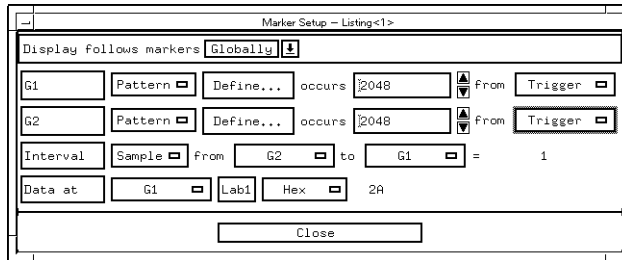 Marker Setup — Listing<1>
Display follows markers Globally
G1 Pattern Define... occurs 2048 from Trigger
G2 Pattern Define... occurs 2048 from Trigger
Interval Sample from G2 to G1 = 1
Data at G1 Lab1 Hex 2A
Close